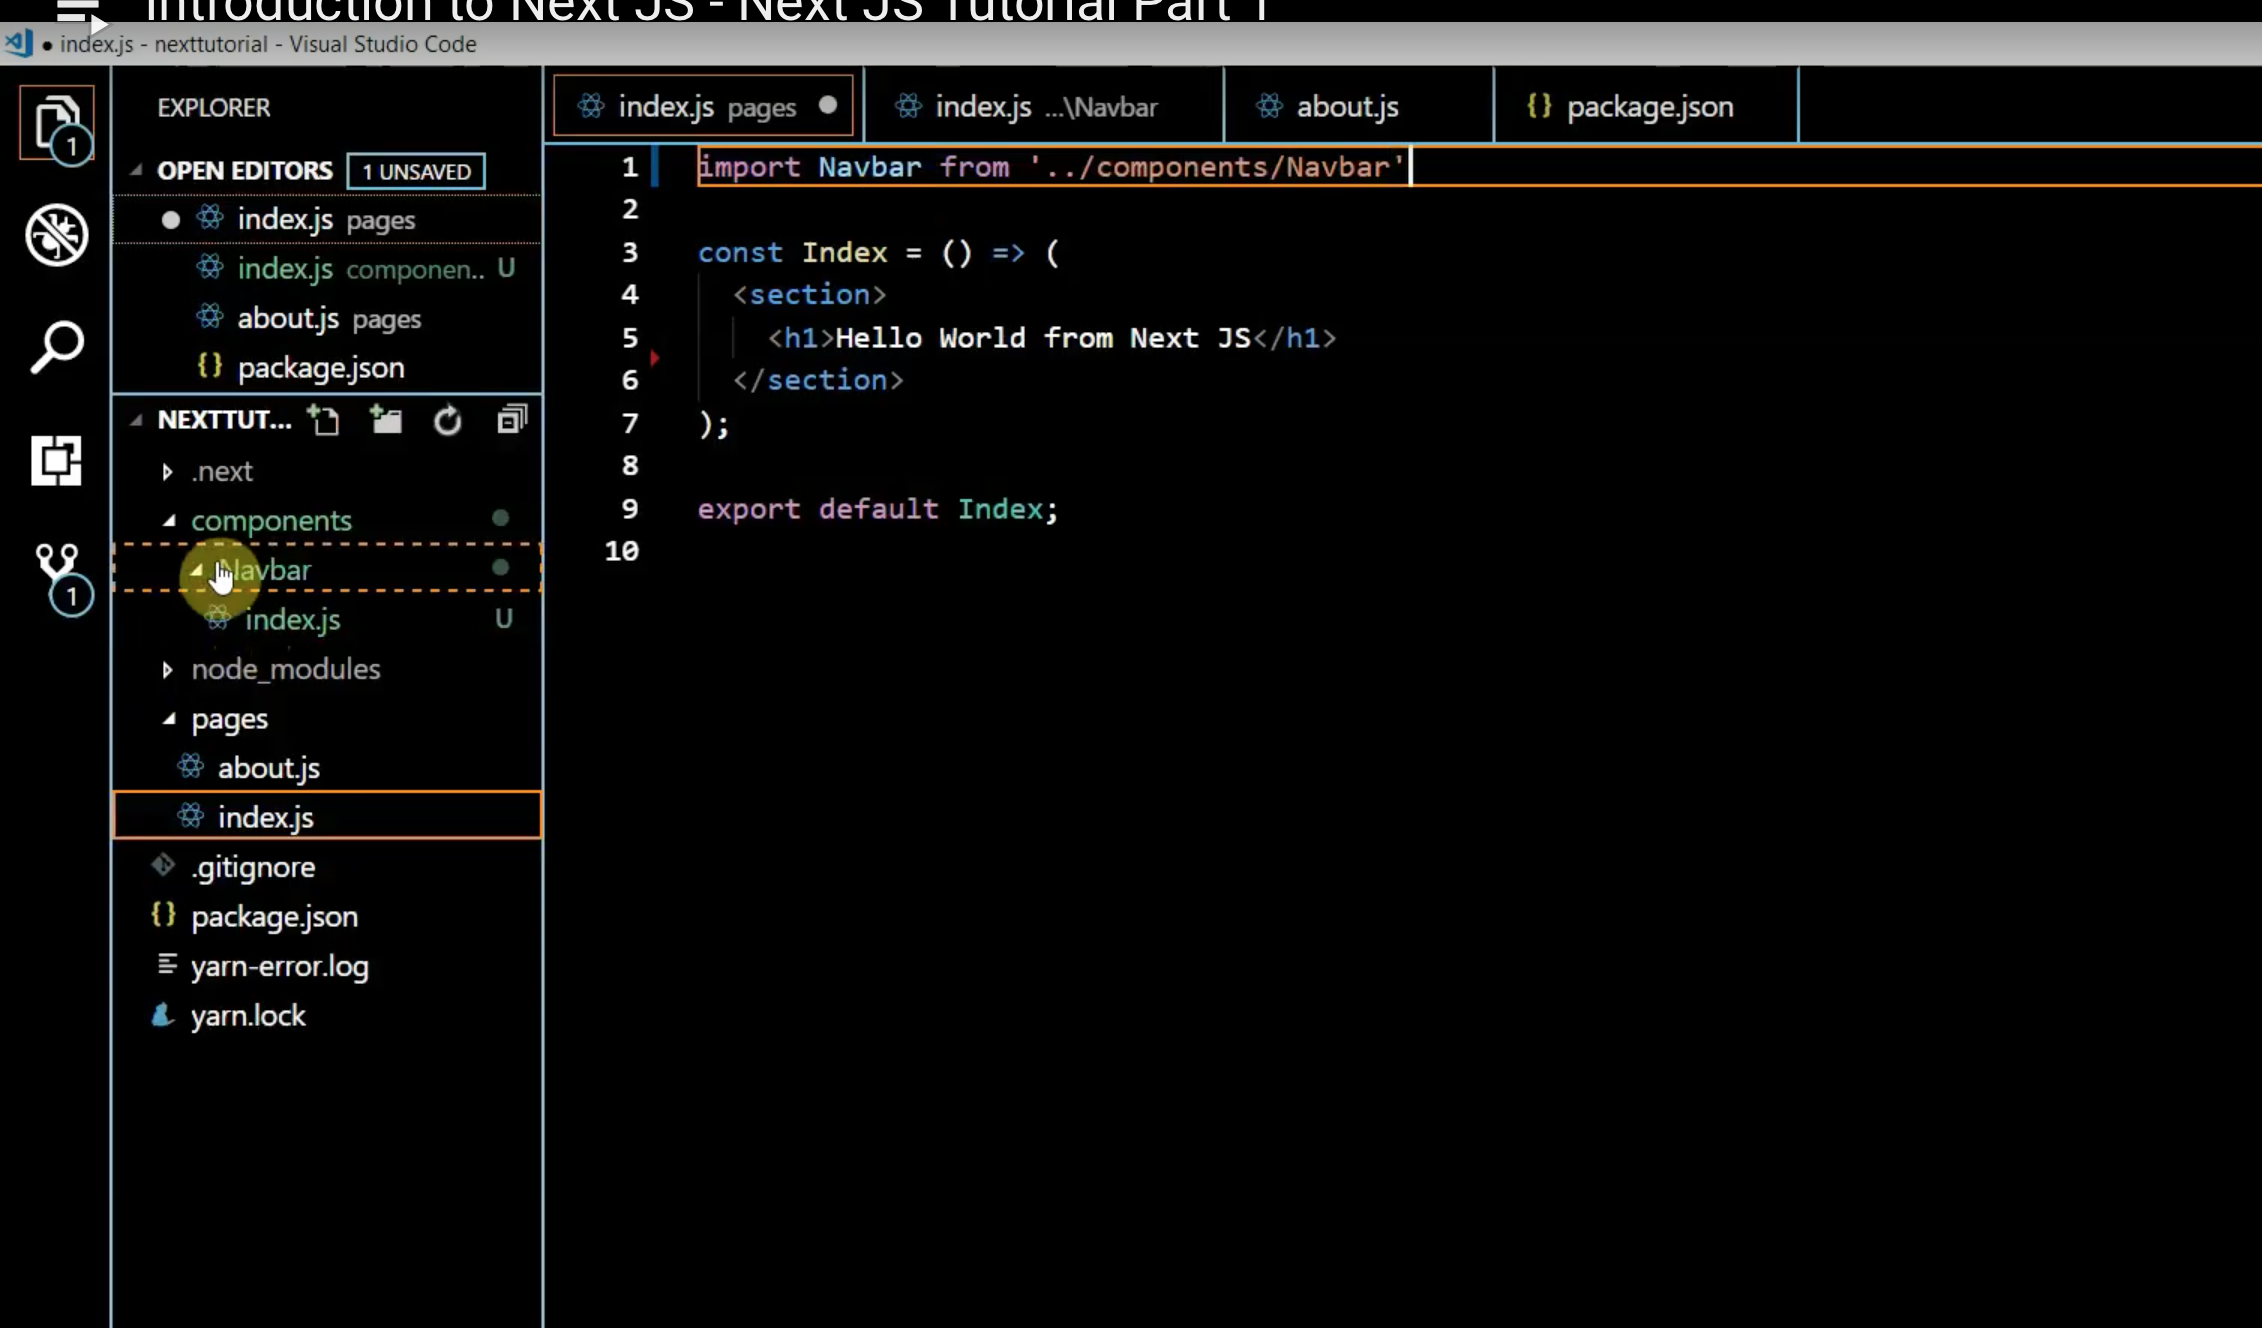 Introduction to Next JS - Next JS Tutorial Part 1
● index.js - nexttutorial - Visual Studio Code
EXPLORER
OPEN EDITORS 1 UNSAVED
index.js pages
index.js componen.. U
about.js pages
package.json
NEXTTUT...
.next
components
Navbar
index.js U
node_modules
pages
about.js
index.js
.gitignore
package.json
yarn-error.log
yarn.lock
1
1
index.js pages
index.js ...\Navbar
about.js
package.json
1 import Navbar from '../components/Navbar'
2
3 const Index = () => (
4 <section>
5 <h1>Hello World from Next JS</h1>
6 </section>
7 );
8
9 export default Index;
10